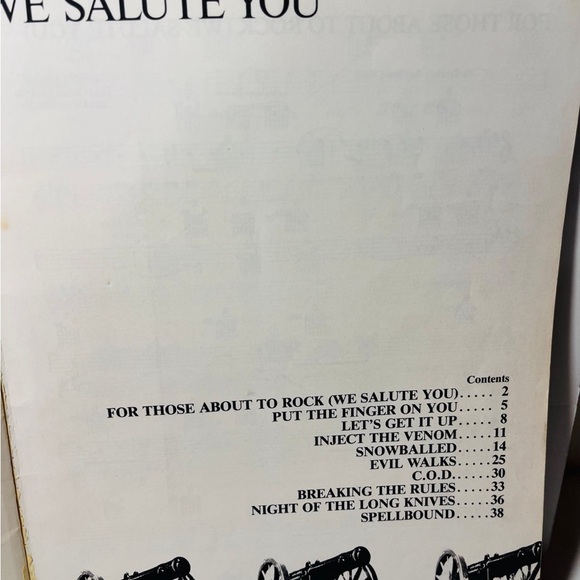 WE SALUTE YOU
Contents
FOR THOSE ABOUT TO ROCK (WE SALUTE YOU)..... 2
PUT THE FINGER ON YOU..... 5
LET'S GET IT UP..... 8
INJECT THE VENOM.....11
SNOWBALLED.....14
EVIL WALKS.....25
C.O.D.....30
BREAKING THE RULES.....33
NIGHT OF THE LONG KNIVES.....36
SPELLBOUND.....38